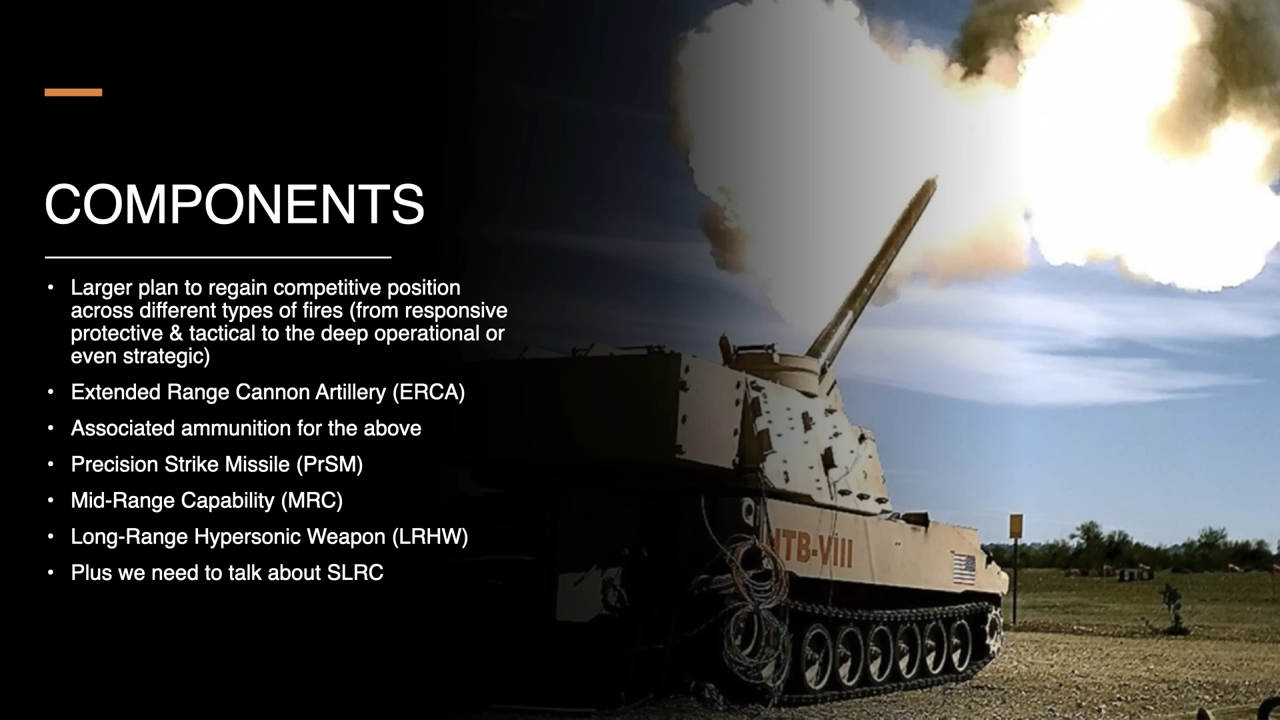 COMPONENTS
• Larger plan to regain competitive position
across different types of fires (from responsive
protective & tactical to the deep operational or
even strategic)
• Extended Range Cannon Artillery (ERCA)
• Associated ammunition for the above
• Precision Strike Missile (PrSM)
• Mid-Range Capability (MRC)
• Long-Range Hypersonic Weapon (LRHW)
• Plus we need to talk about SLRC